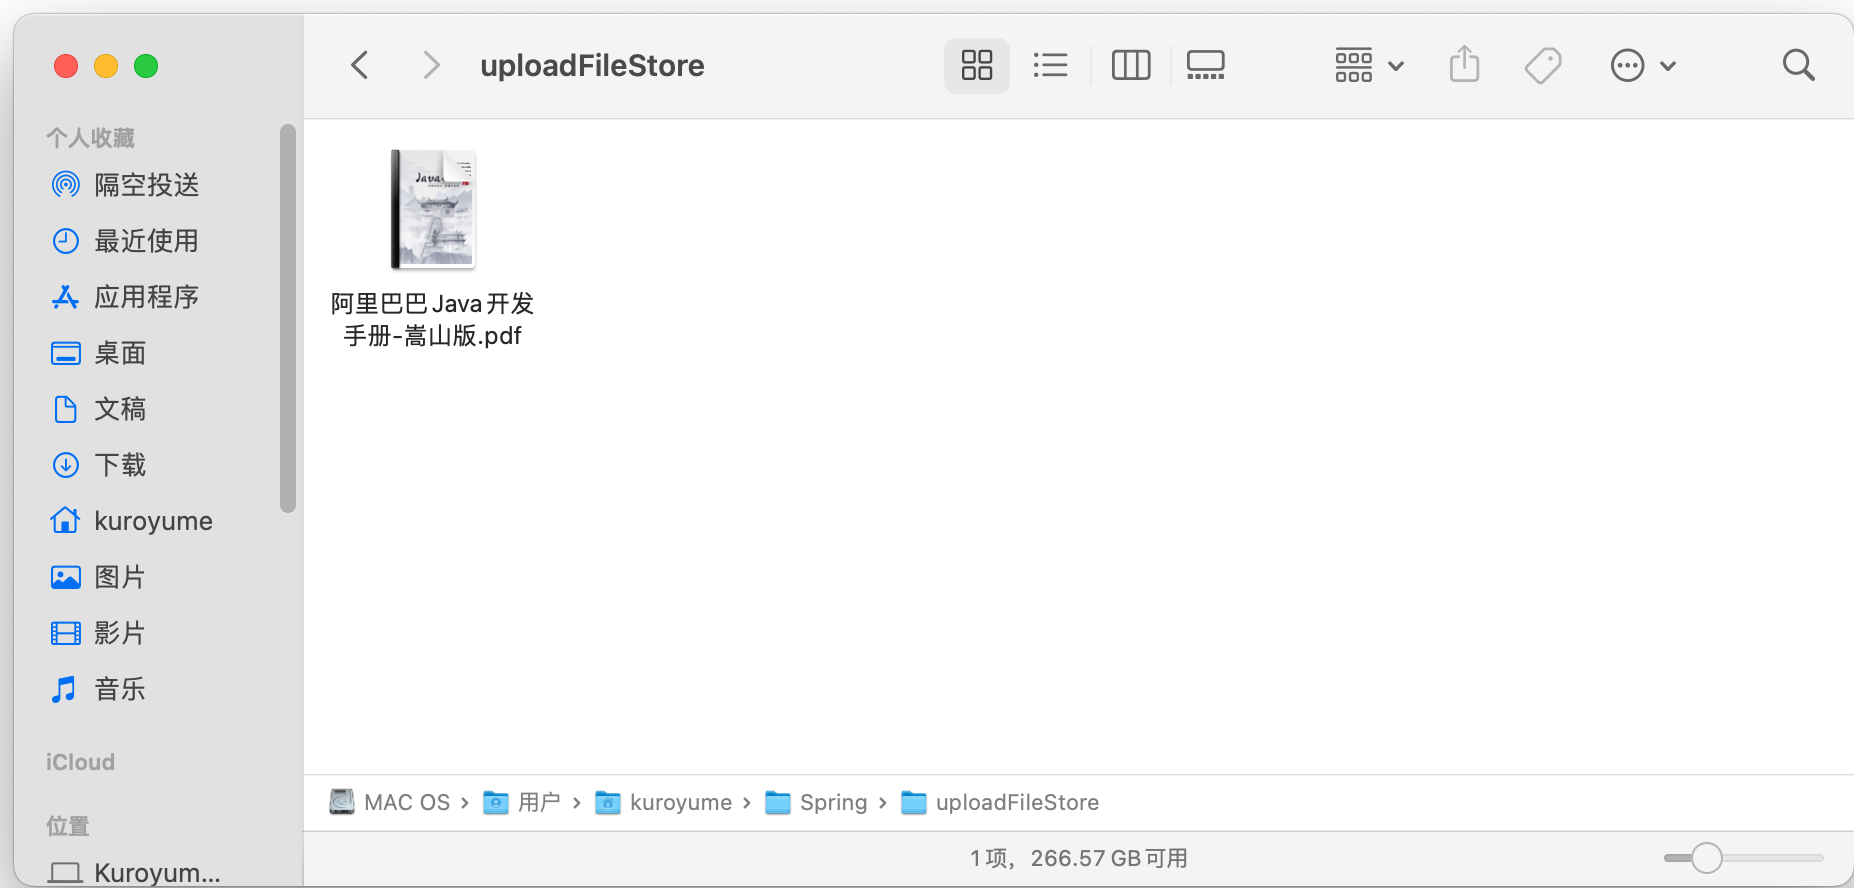 uploadFileStore
个人收藏
隔空投送
最近使用
应用程序
桌面
文稿
下载
kuroyume
图片
影片
音乐
iCloud
位置
Kuroyum...
Java
阿里巴巴Java开发
手册-嵩山版.pdf
MAC OS › 用户 › kuroyume › Spring › uploadFileStore
1项，266.57 GB可用